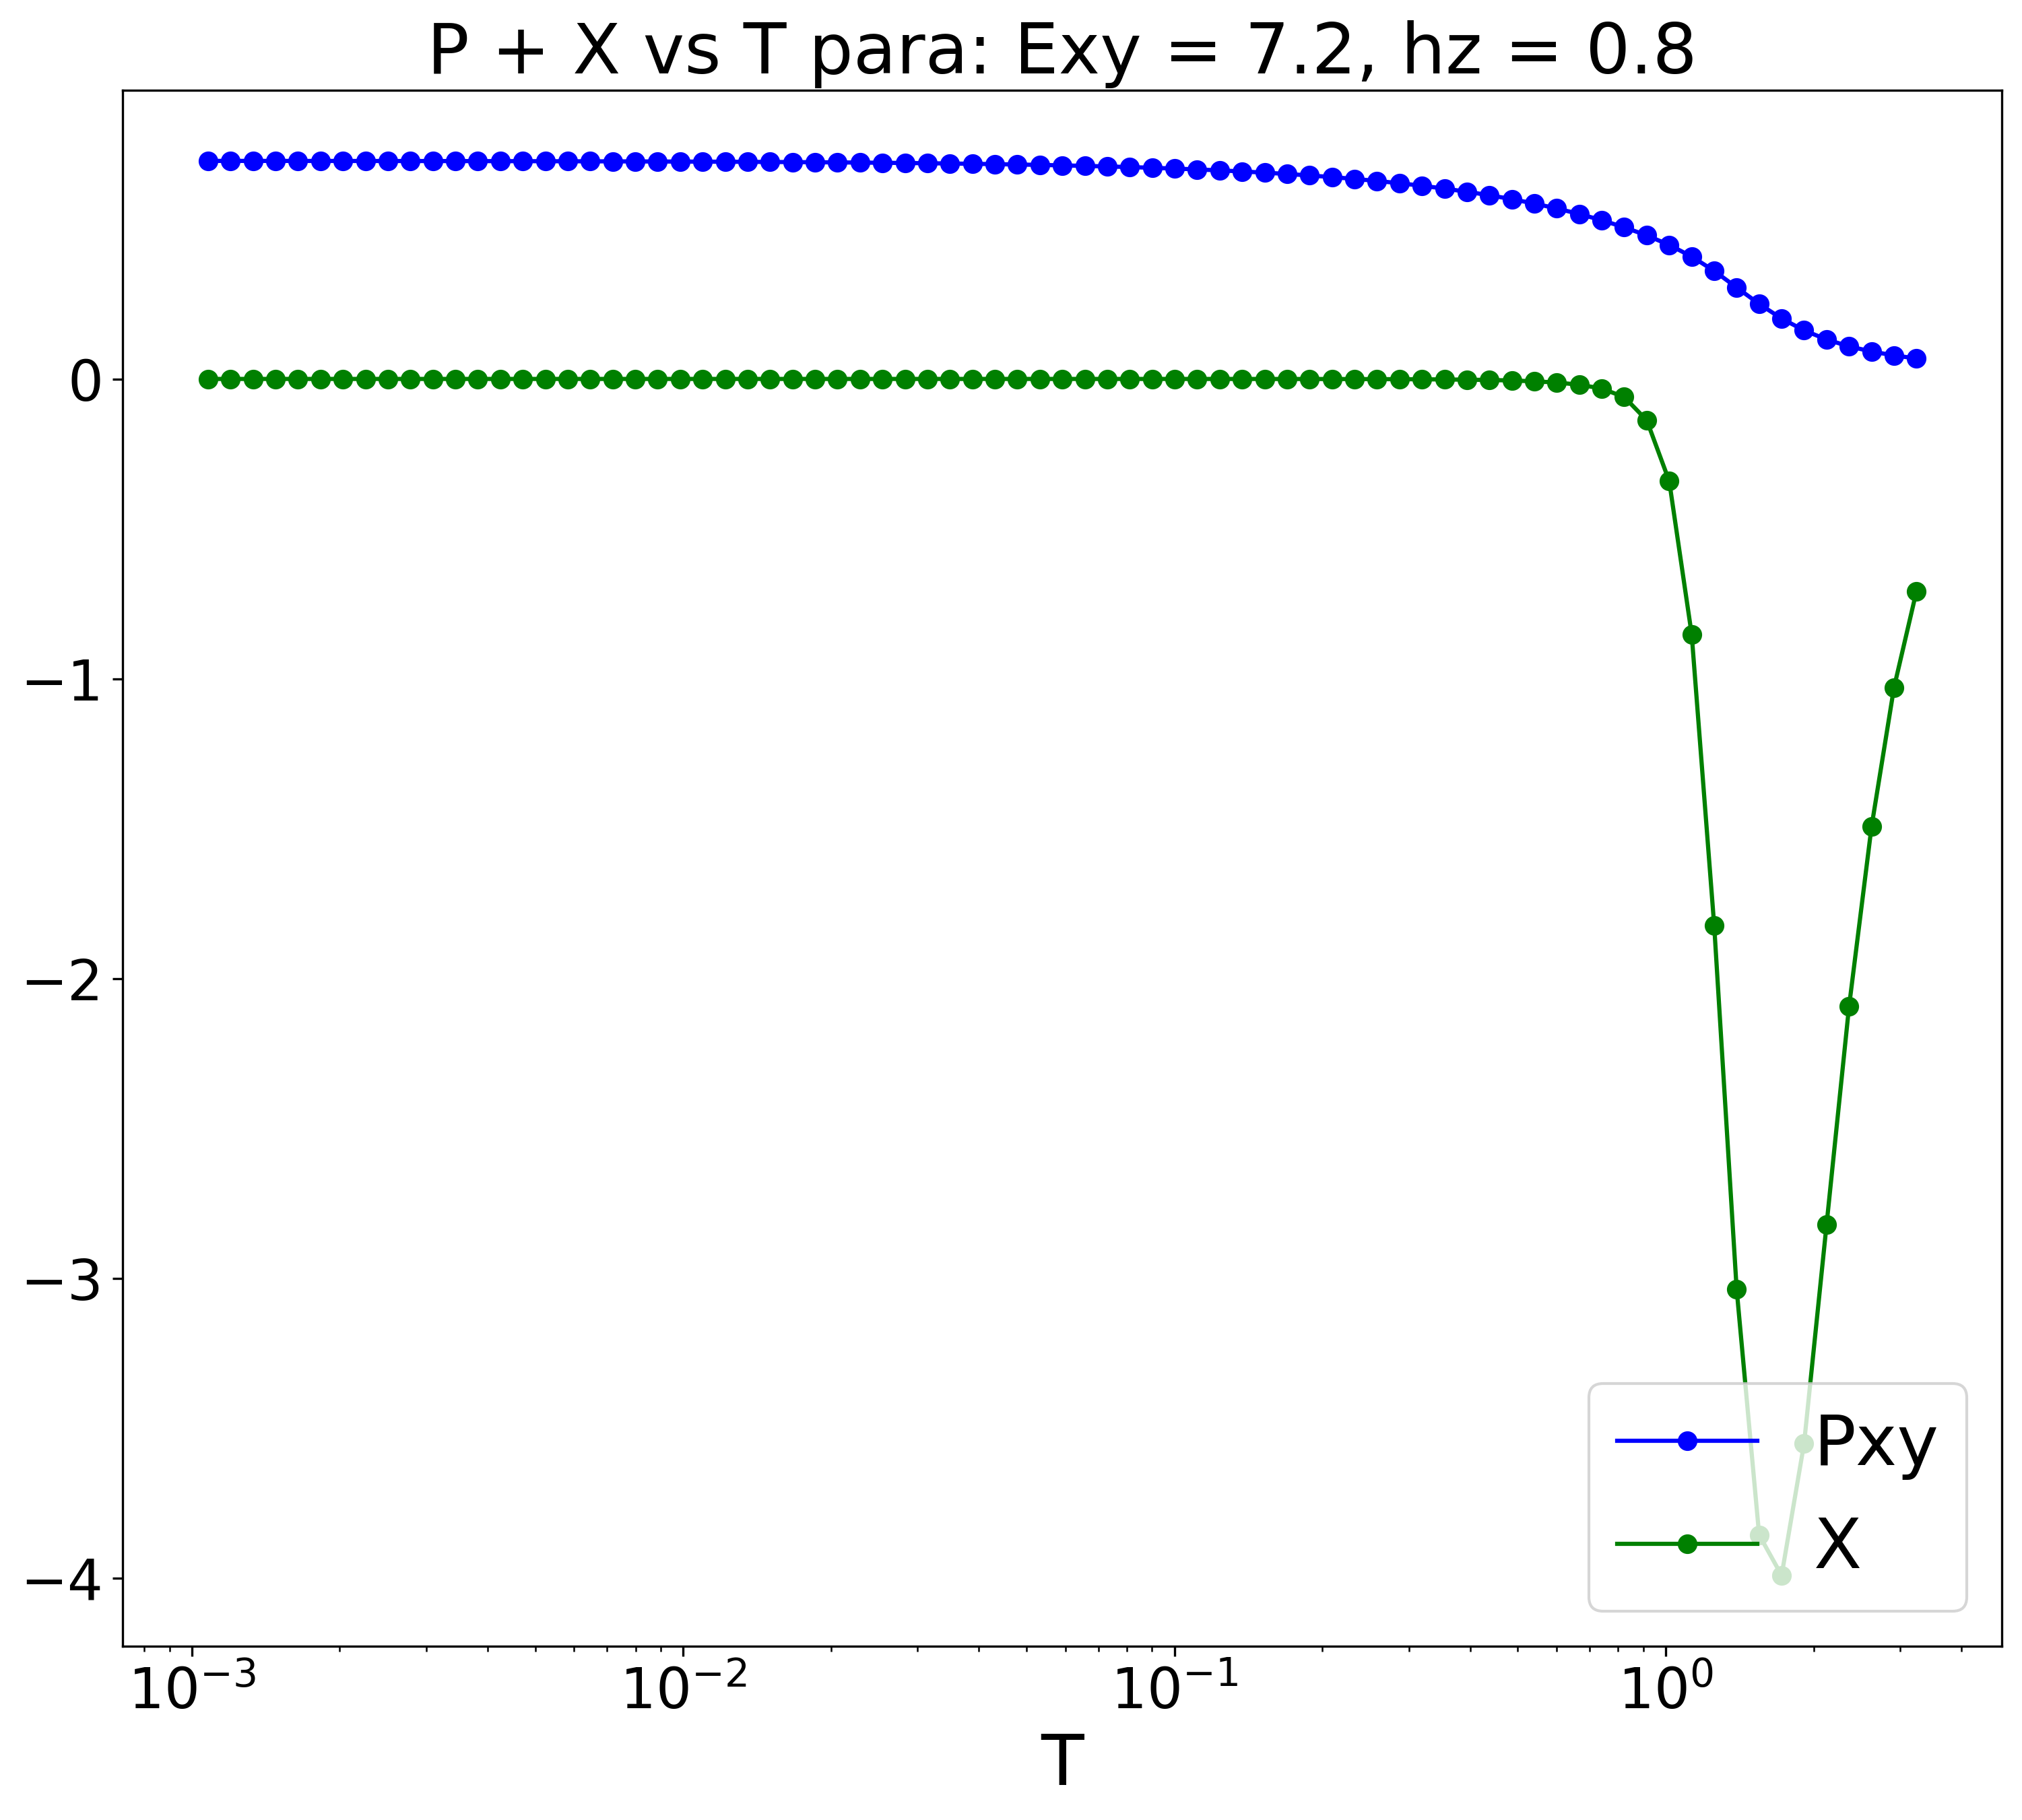 P + X vs T para: Exy = 7.2, hz = 0.8
0
−1
−2
−3
−4
Pxy
X
10⁻³ 10⁻² 10⁻¹ 10⁰
T